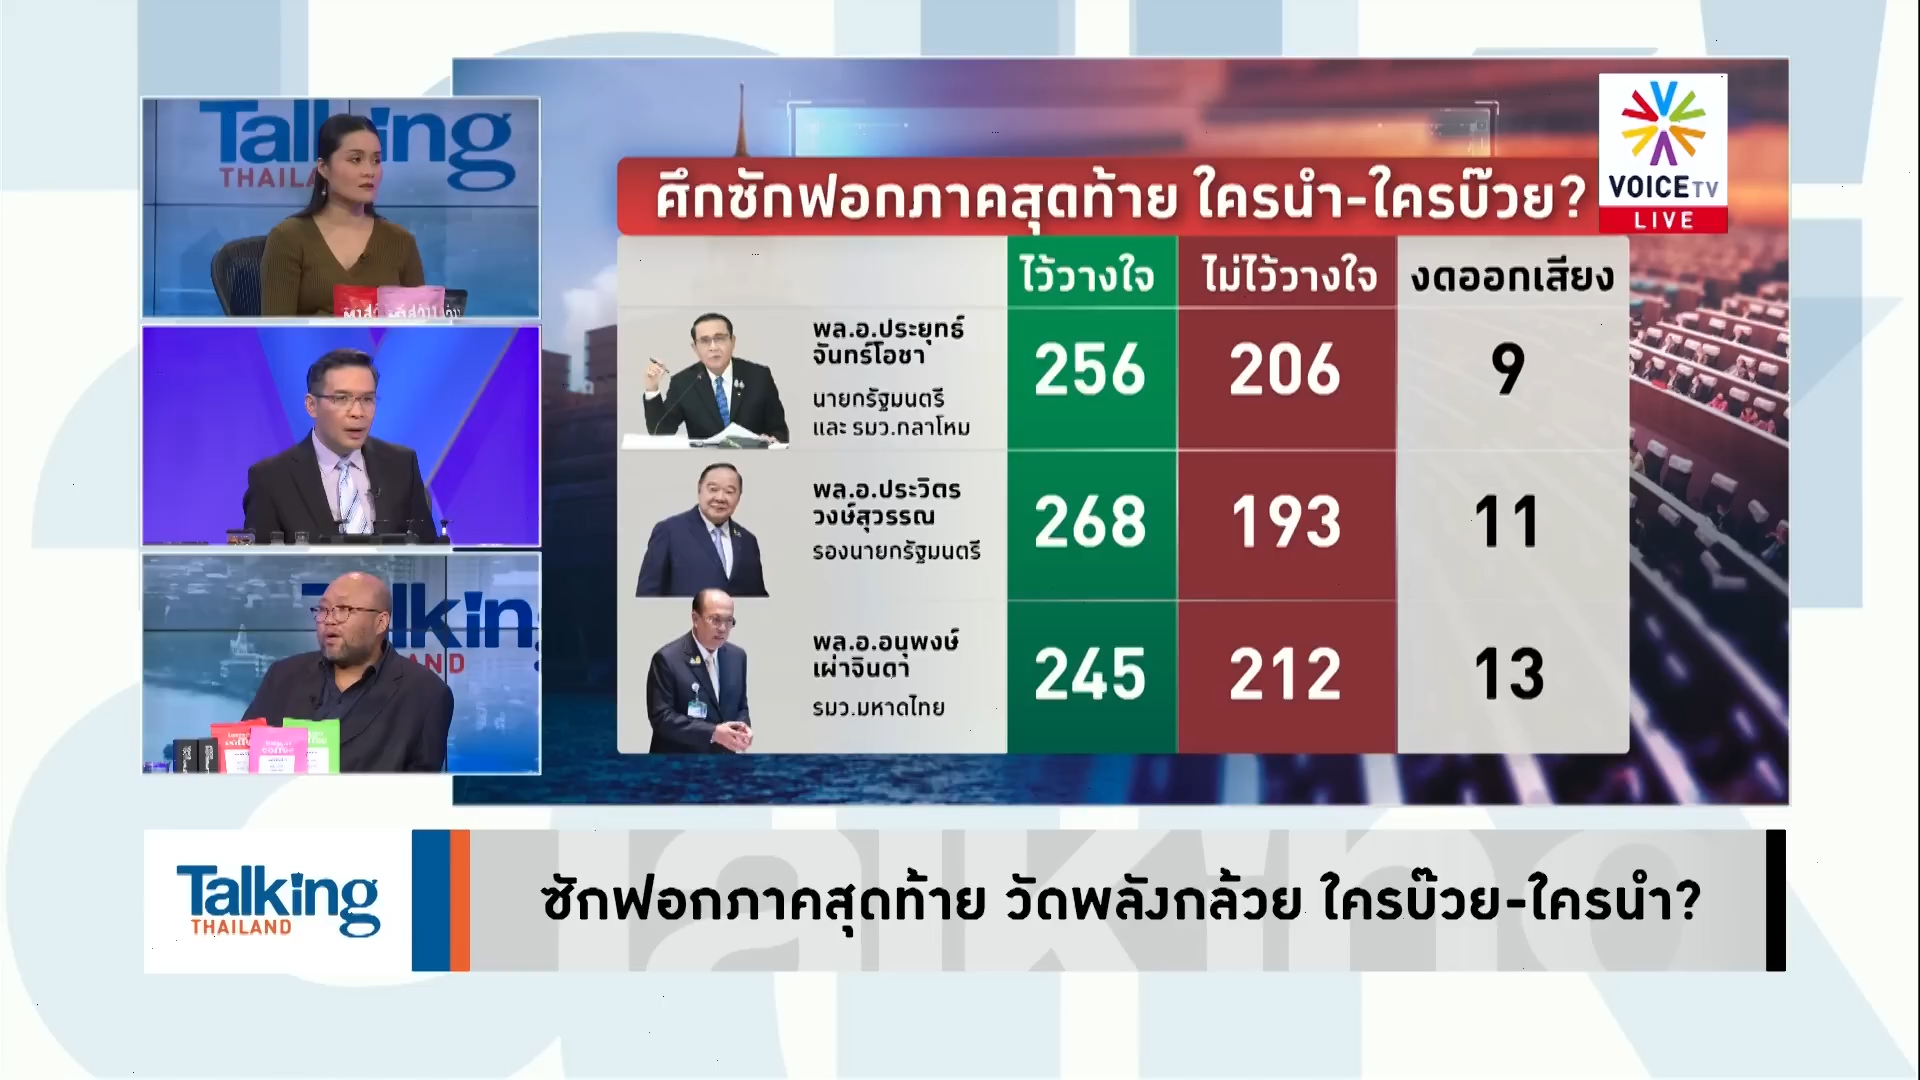 Talking
THAILA
ศึกซักฟอกภาคสุดท้าย ใครนำ-ใครบ๊วย?
VOICE TV
LIVE
ไว้วางใจ
ไม่ไว้วางใจ
งดออกเสียง
พล.อ.ประยุทธ์
จันทร์โอชา
นายกรัฐมนตรี
และ รมว.กลาโหม
256
206
9
พล.อ.ประวิตร
วงษ์สุวรรณ
รองนายกรัฐมนตรี
268
193
11
พล.อ.อนุพงษ์
เผ่าจินดา
รมว.มหาดไทย
245
212
13
Talkin
AND
coffee
Talking
THAILAND
ซักฟอกภาคสุดท้าย วัดพลังกล้วย ใครบ๊วย-ใครนำ?